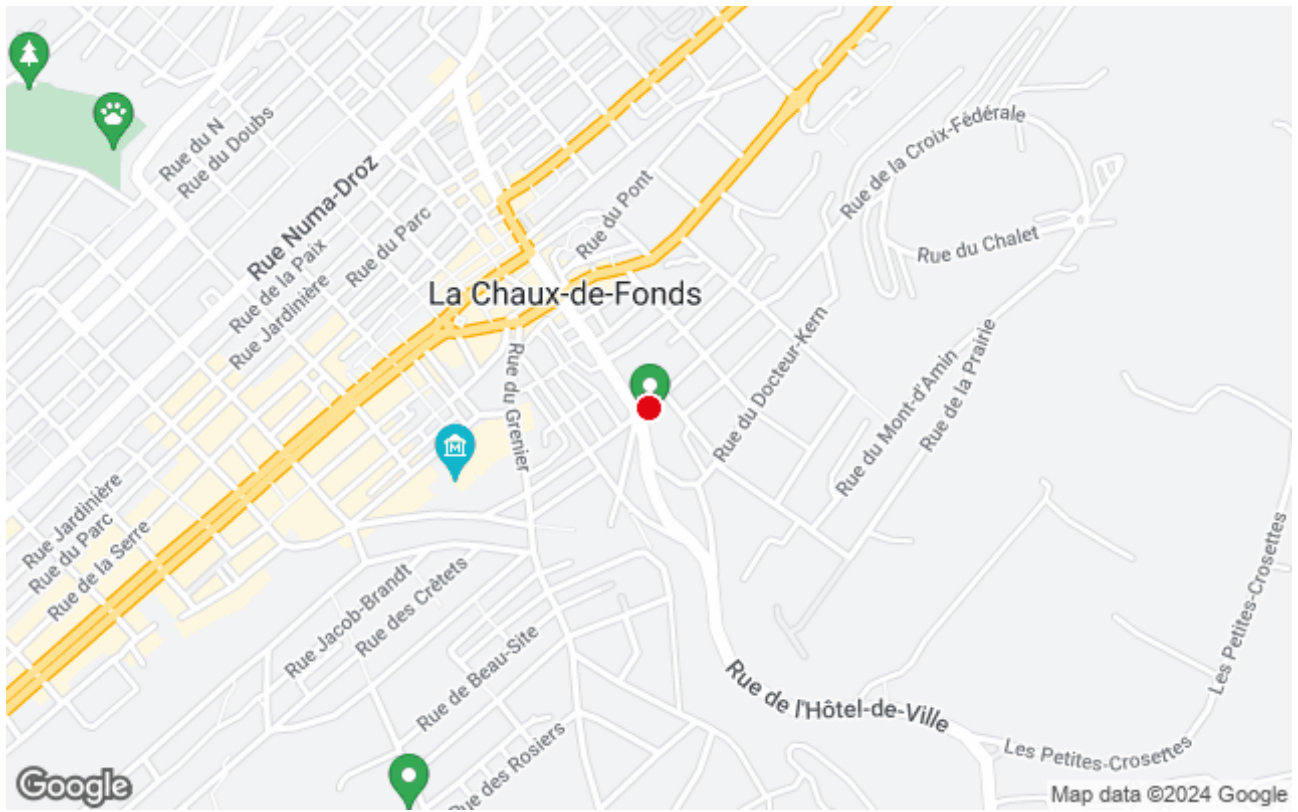 Rue du N
Rue du Doubs
Rue Numa-Droz
Rue de la Paix
Rue Jardinière
Rue du Parc
Rue du Pont
Rue de la Croix-Fédérale
Rue du Chalet
La Chaux-de-Fonds
Rue du Grenier
Rue du Docteur-Kern
Rue du Mont-d'Amin
Rue de la Prairie
M
Rue Jardinière
Rue du Parc
Rue de la Serre
Rue Jacob-Brandt
Rue des Crêtets
Rue de Beau-Site
Rue des Rosiers
Rue de l'Hôtel-de-Ville
Les Petites-Crosettes
Les Petites-Crosettes
Google
Map data ©2024 Google